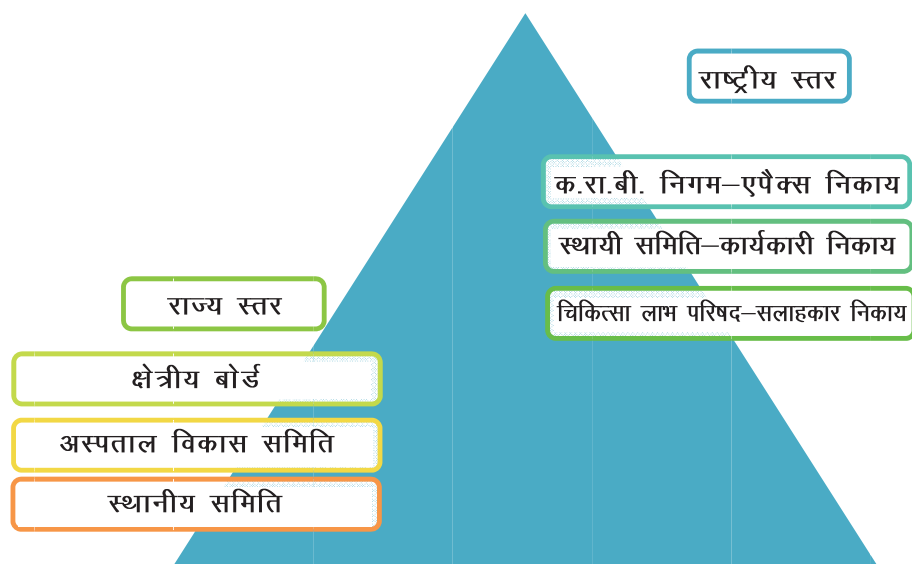 राष्ट्रीय स्तर
क.रा.बी. निगम–एपैक्स निकाय
स्थायी समिति–कार्यकारी निकाय
चिकित्सा लाभ परिषद–सलाहकार निकाय
राज्य स्तर
क्षेत्रीय बोर्ड
अस्पताल विकास समिति
स्थानीय समिति